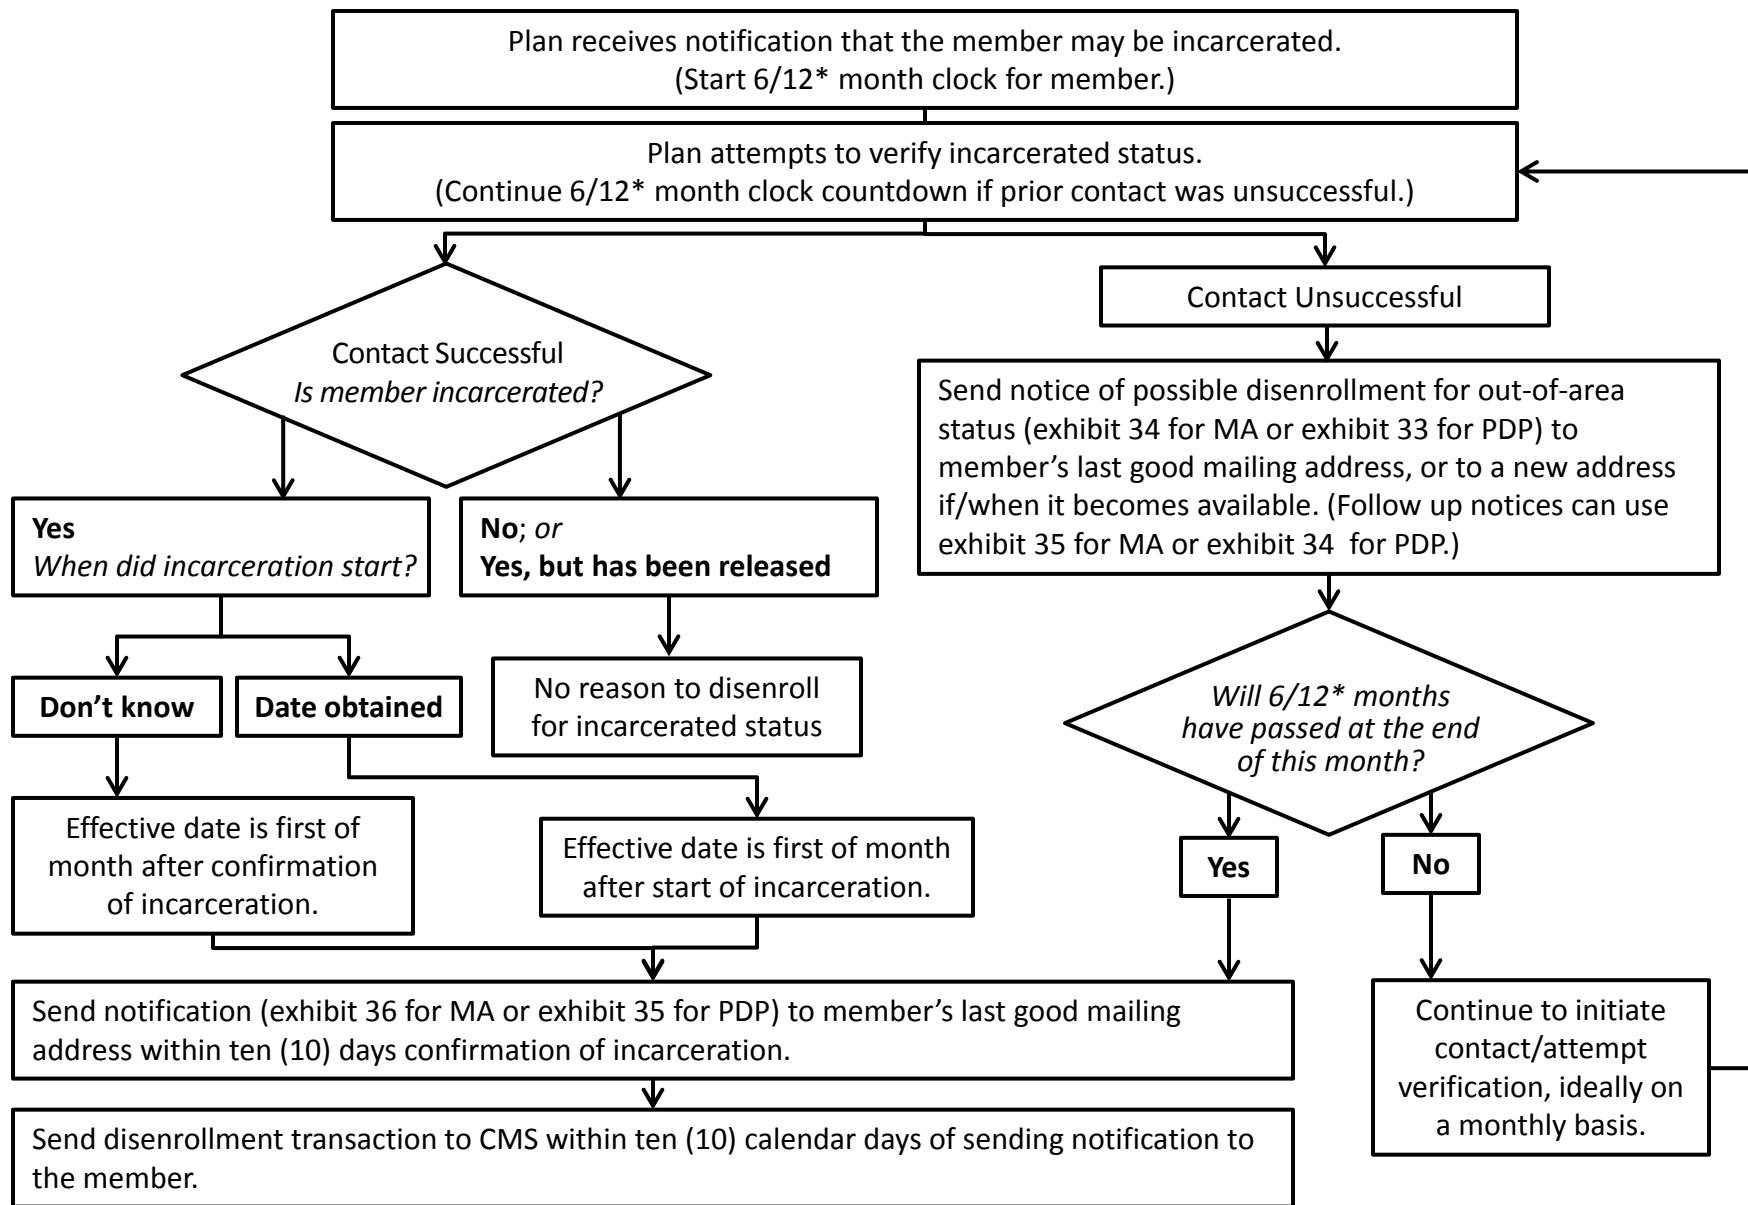 Plan receives notification that the member may be incarcerated.
(Start 6/12* month clock for member.)
Plan attempts to verify incarcerated status.
(Continue 6/12* month clock countdown if prior contact was unsuccessful.)
Contact Successful
Is member incarcerated?
Contact Unsuccessful
Send notice of possible disenrollment for out-of-area
status (exhibit 34 for MA or exhibit 33 for PDP) to
member’s last good mailing address, or to a new address
if/when it becomes available. (Follow up notices can use
exhibit 35 for MA or exhibit 34 for PDP.)
Yes
When did incarceration start?
No; or
Yes, but has been released
Don’t know
Date obtained
No reason to disenroll
for incarcerated status
Will 6/12* months
have passed at the end
of this month?
Effective date is first of
month after confirmation
of incarceration.
Effective date is first of month
after start of incarceration.
Yes
No
Send notification (exhibit 36 for MA or exhibit 35 for PDP) to member’s last good mailing
address within ten (10) days confirmation of incarceration.
Continue to initiate
contact/attempt
verification, ideally on
a monthly basis.
Send disenrollment transaction to CMS within ten (10) calendar days of sending notification to
the member.